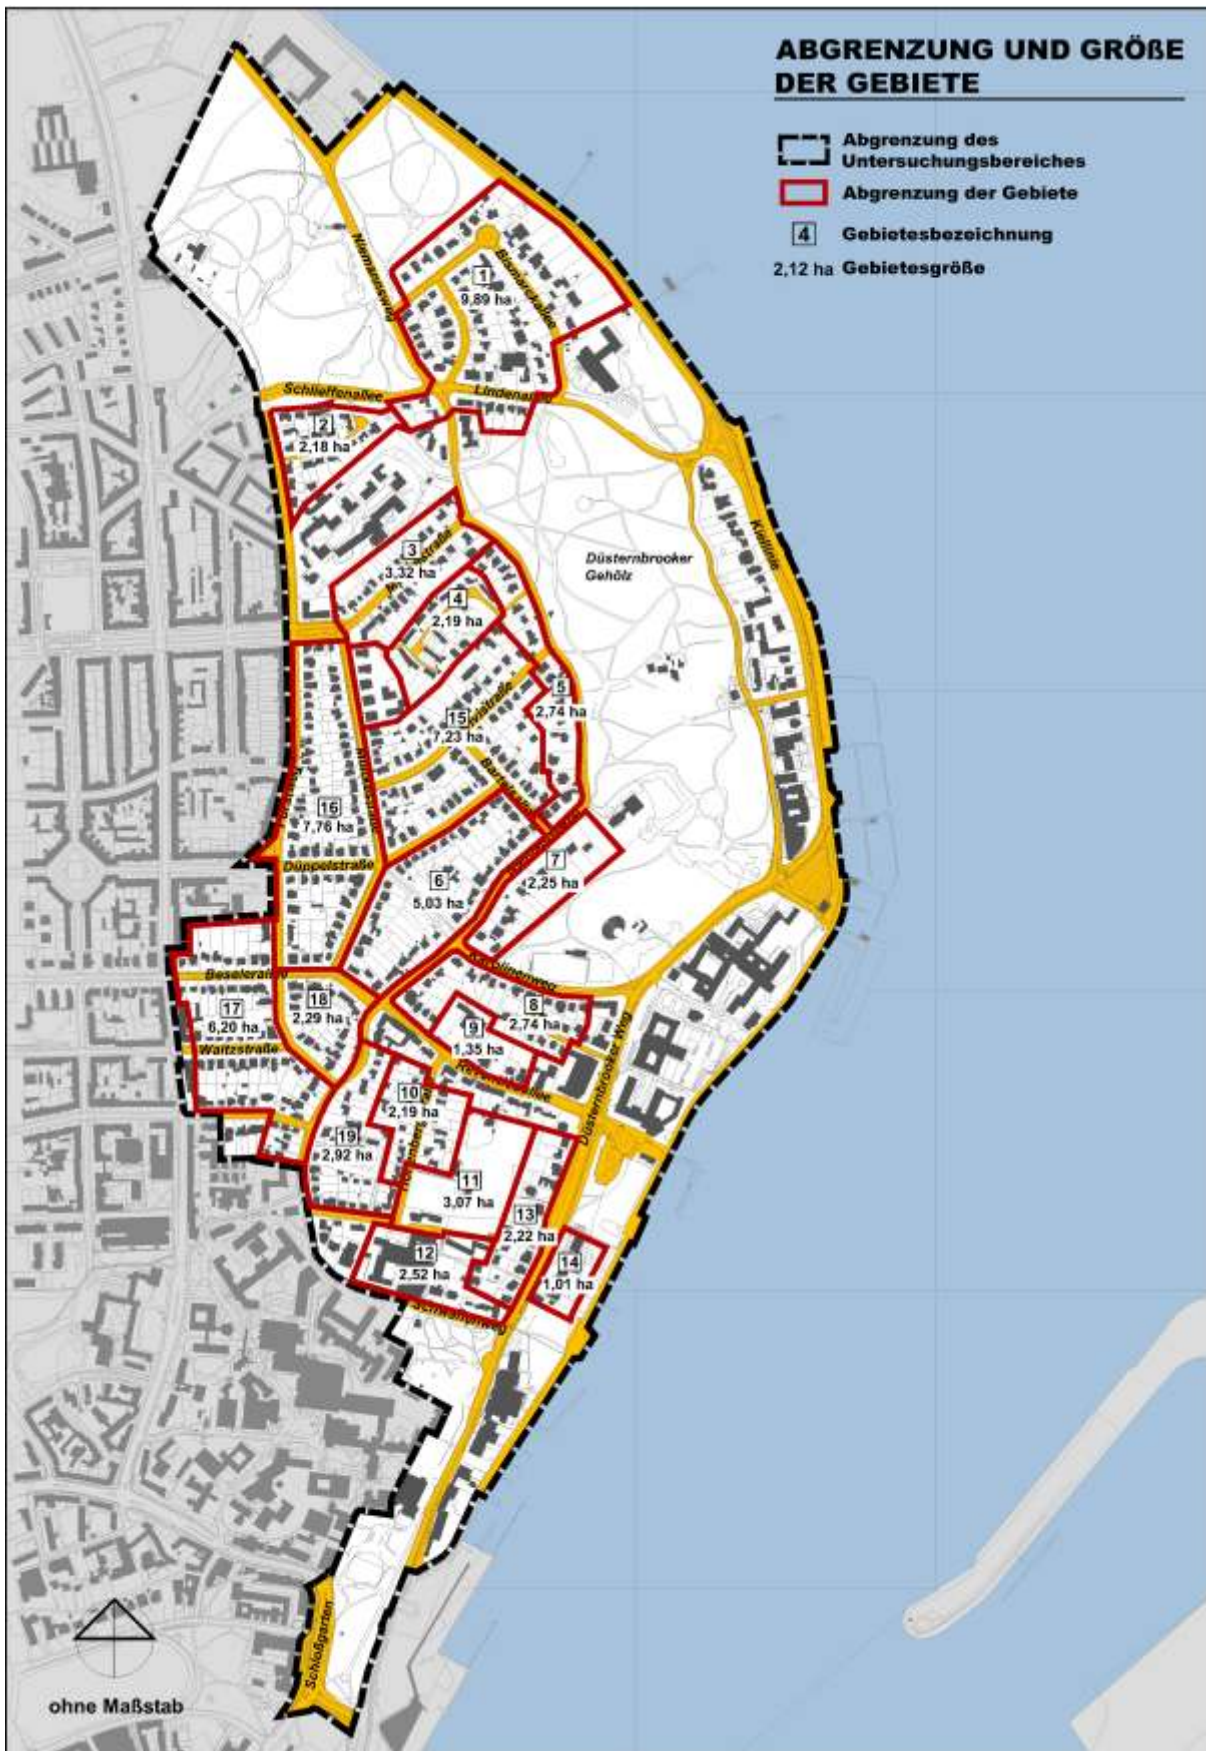 ABGRENZUNG UND GRÖßE
DER GEBIETE
Abgrenzung des
Untersuchungsbereiches
Abgrenzung der Gebiete
4 Gebietesbezeichnung
2,12 ha Gebietesgröße
Niemannsweg
Bismarckallee
1
9,89 ha
Schlieffenallee
Lindenallee
2
2,18 ha
Kiellinie
3
3,32 ha
Düsternbrooker
Gehölz
4
2,19 ha
5
2,74 ha
15
7,23 ha
16
7,76 ha
Düppelstraße
7
2,25 ha
6
5,03 ha
Karolinenweg
Beselerallee
18
2,29 ha
17
6,20 ha
8
2,74 ha
9
1,35 ha
Waitzstraße
Düsternbrooker Weg
10
2,19 ha
19
2,92 ha
11
3,07 ha
13
2,22 ha
12
2,52 ha
14
1,01 ha
Schwanenweg
Schloßgarten
ohne Maßstab